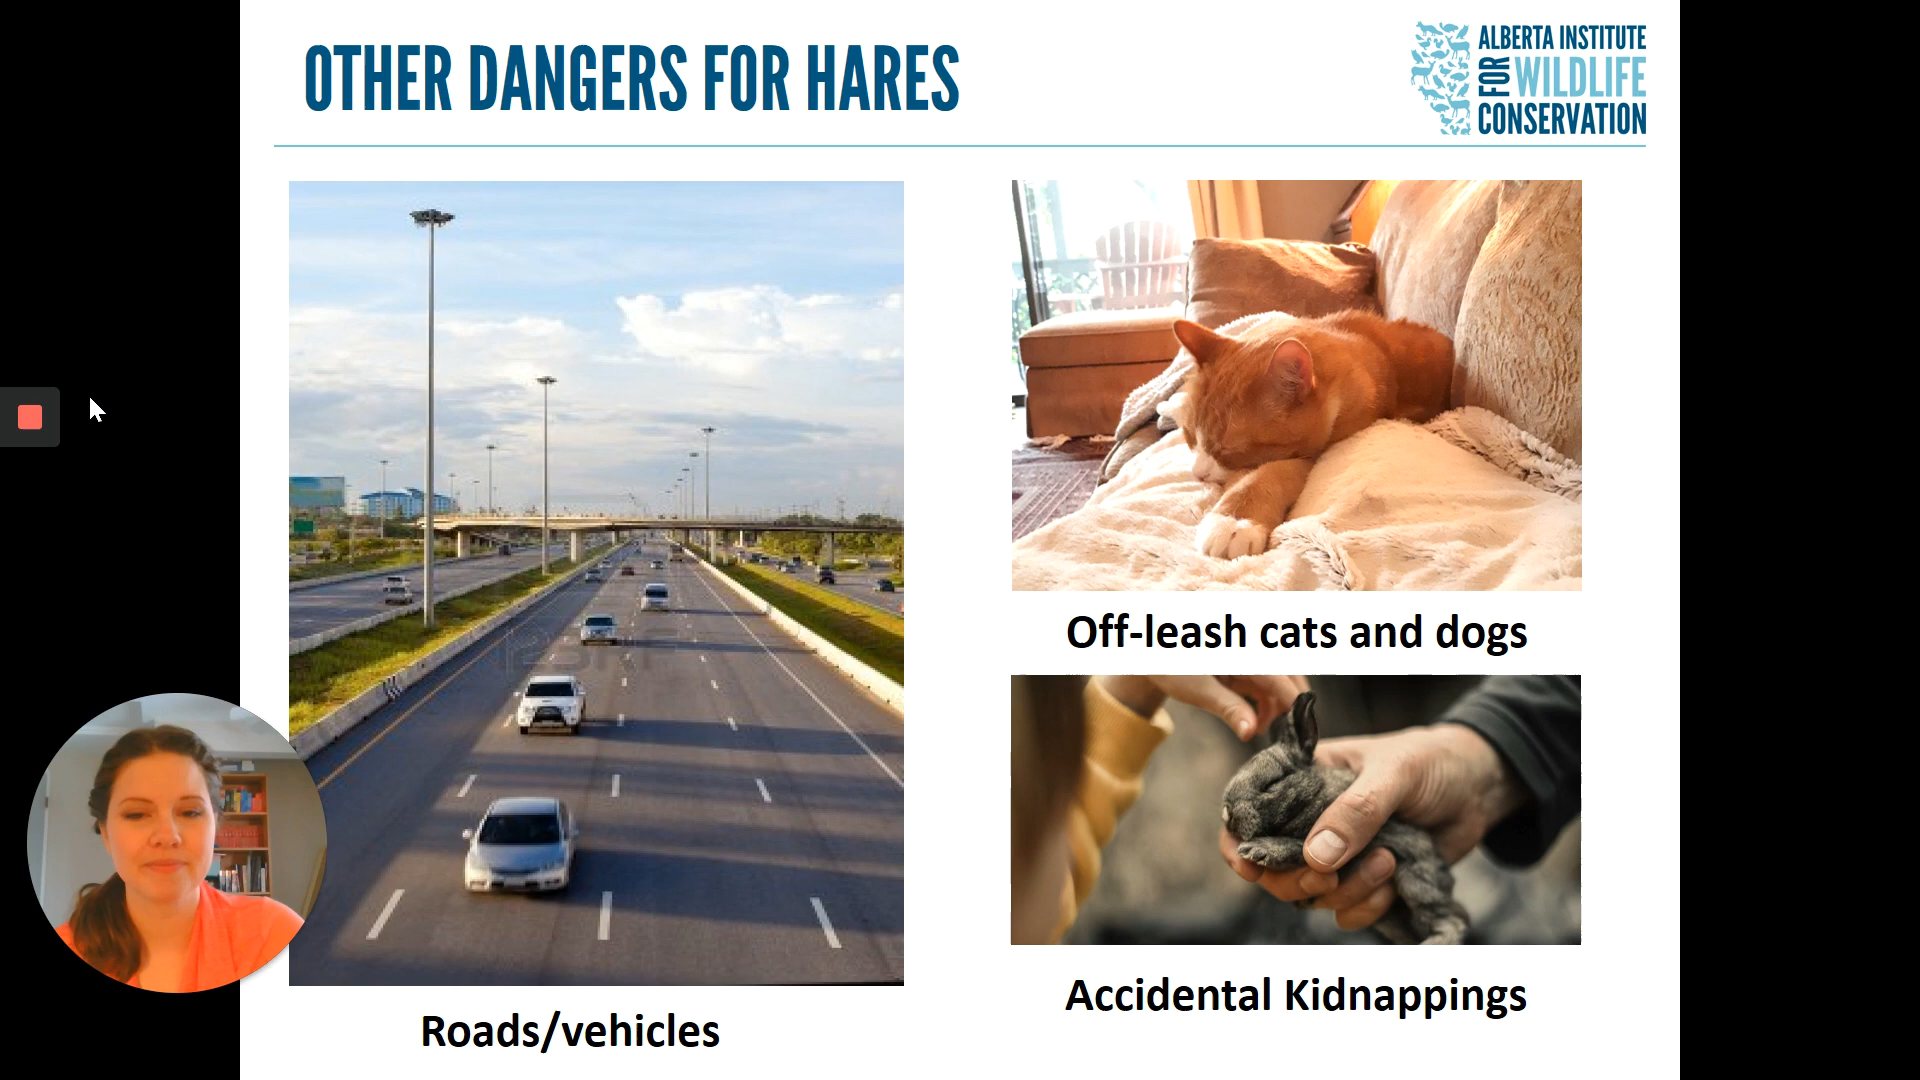 OTHER DANGERS FOR HARES
ALBERTA INSTITUTE
FOR WILDLIFE
CONSERVATION
Off-leash cats and dogs
Accidental Kidnappings
Roads/vehicles